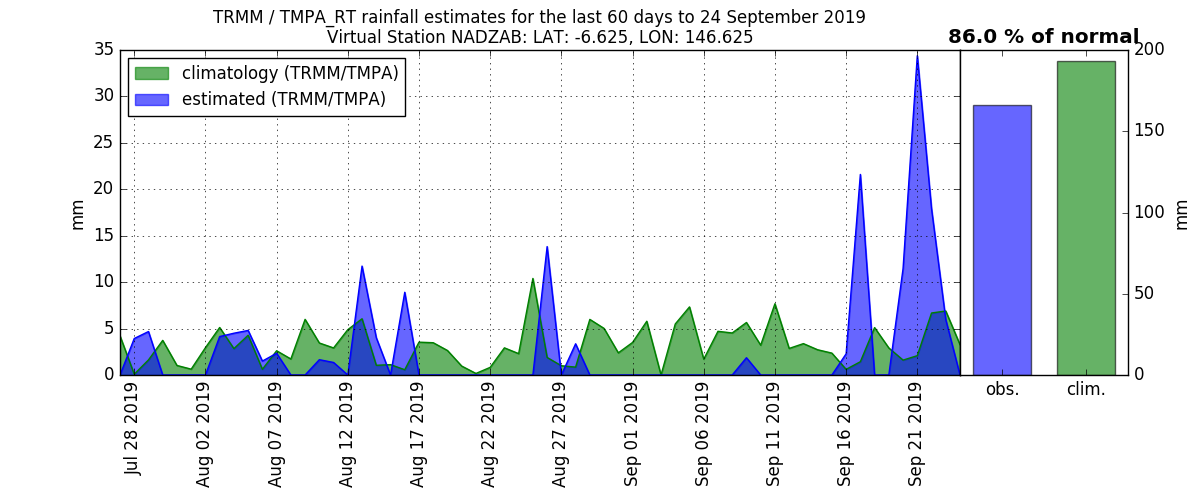 TRMM / TMPA_RT rainfall estimates for the last 60 days to 24 September 2019
Virtual Station NADZAB: LAT: -6.625, LON: 146.625
86.0 % of normal
climatology (TRMM/TMPA)
estimated (TRMM/TMPA)
35
30
25
20
15
10
5
0
mm
Jul 28 2019
Aug 02 2019
Aug 07 2019
Aug 12 2019
Aug 17 2019
Aug 22 2019
Aug 27 2019
Sep 01 2019
Sep 06 2019
Sep 11 2019
Sep 16 2019
Sep 21 2019
obs.
clim.
200
150
100
50
0
mm